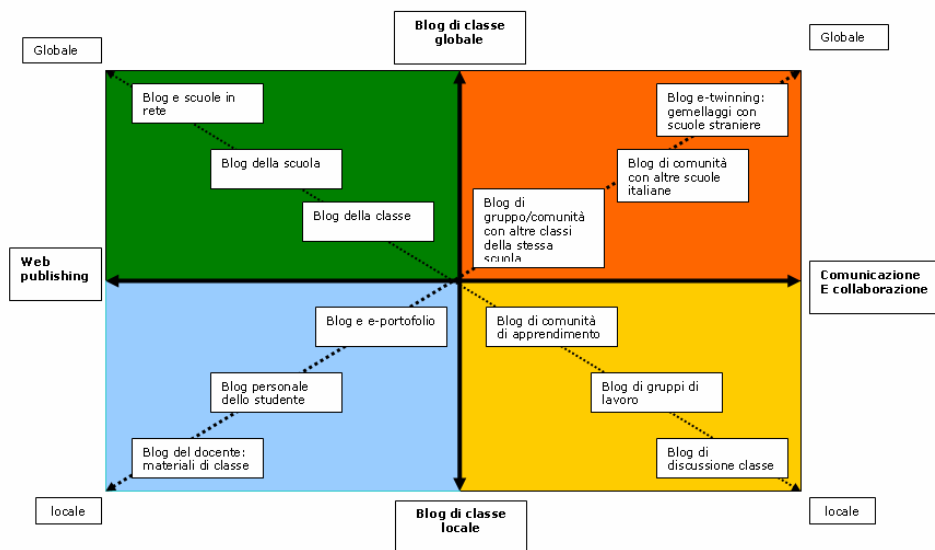 Blog di classe
globale
Globale
Globale
Blog e scuole in
rete
Blog e-twinning:
gemellaggi con
scuole straniere
Blog della scuola
Blog di comunità
con altre scuole
italiane
Blog della classe
Blog di
gruppo/comunità
con altre classi
della stessa
scuola
Web
publishing
Comunicazione
E collaborazione
Blog e e-portofolio
Blog di comunità
di apprendimento
Blog personale
dello studente
Blog di gruppi di
lavoro
Blog del docente:
materiali di classe
Blog di
discussione classe
locale
Blog di classe
locale
locale